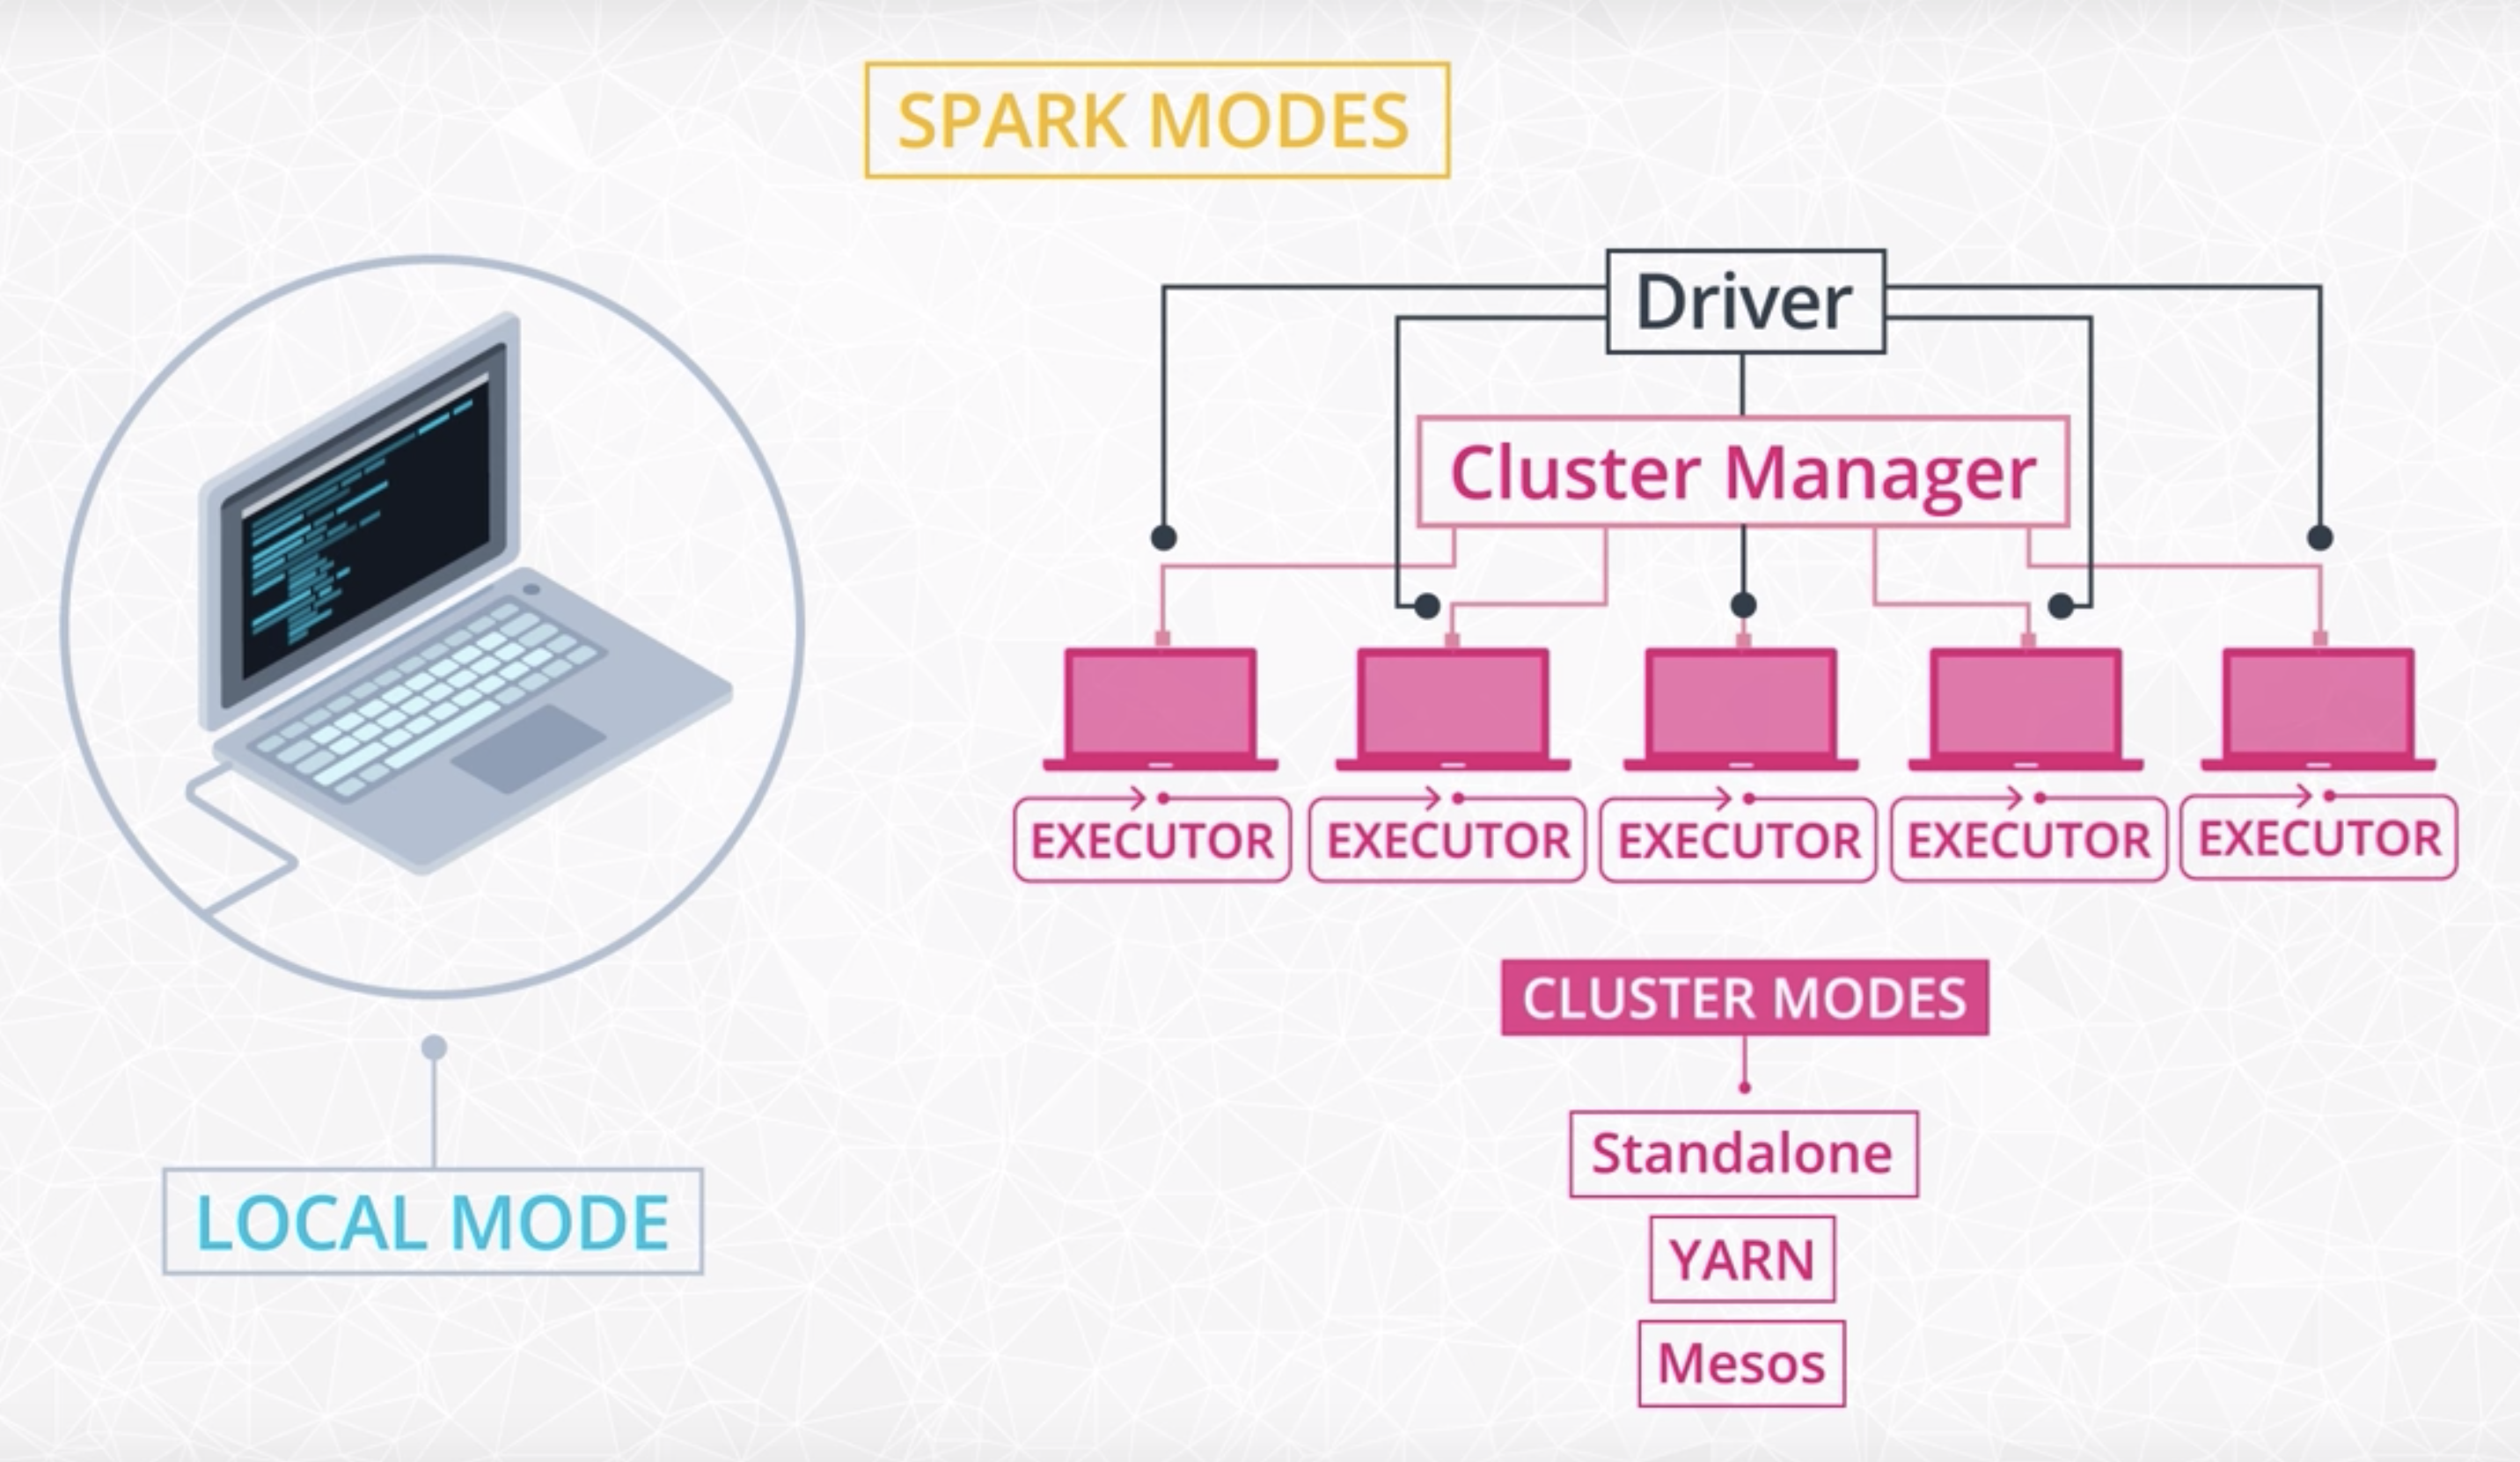 SPARK MODES
Driver
Cluster Manager
EXECUTOR
EXECUTOR
EXECUTOR
EXECUTOR
EXECUTOR
CLUSTER MODES
Standalone
YARN
Mesos
LOCAL MODE